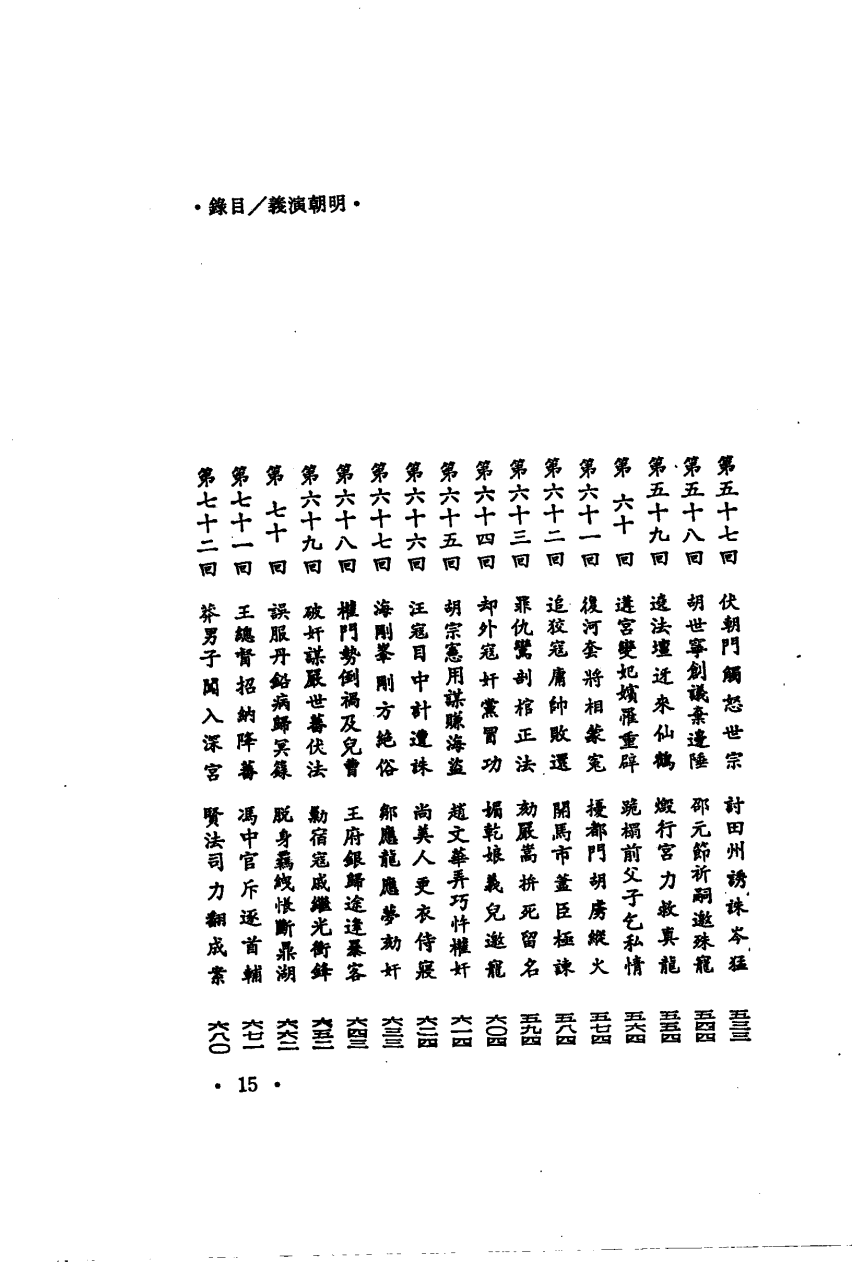 ・錄目／義演朝明・
第五十七回 伏朝門觸怒世宗 討田州誘誅岑猛 五三三
第五十八回 胡世寧創議棄邊陲 邵元節祈嗣邀殊寵 五四四
第五十九回 遶法壇迓來仙鶴 燬行宮力救真龍 五五四
第六十回 遘宮變妃嬪罹重辟 跪榻前父子乞私情 五六四
第六十一回 復河套將相蒙冤 擾都門胡虜縱火 五七四
第六十二回 追狡寇庸帥敗還 開馬市藎臣極諫 五八四
第六十三回 罪仇鸞剖棺正法 劾嚴嵩拚死留名 五九四
第六十四回 却外寇奸黨冒功 媚乾娘義兒邀寵 六〇四
第六十五回 胡宗憲用謀賺海盜 趙文華弄巧忤權奸 六一四
第六十六回 汪寇目中計遭誅 尚美人更衣侍寢 六二四
第六十七回 海剛峯剛方絶俗 鄒應龍應夢劾奸 六三三
第六十八回 權門勢倒禍及兒曹 王府銀歸途逢暴客 六四三
第六十九回 破奸謀嚴世蕃伏法 勦宿寇戚繼光衝鋒 六五二
第七十回 誤服丹鉛病歸冥籙 脱身羈絏悵斷鼎湖 六六二
第七十一回 王總督招納降蕃 馮中官斥逐首輔 六七一
第七十二回 莽男子闖入深宮 賢法司力翻成案 六八〇
・15・